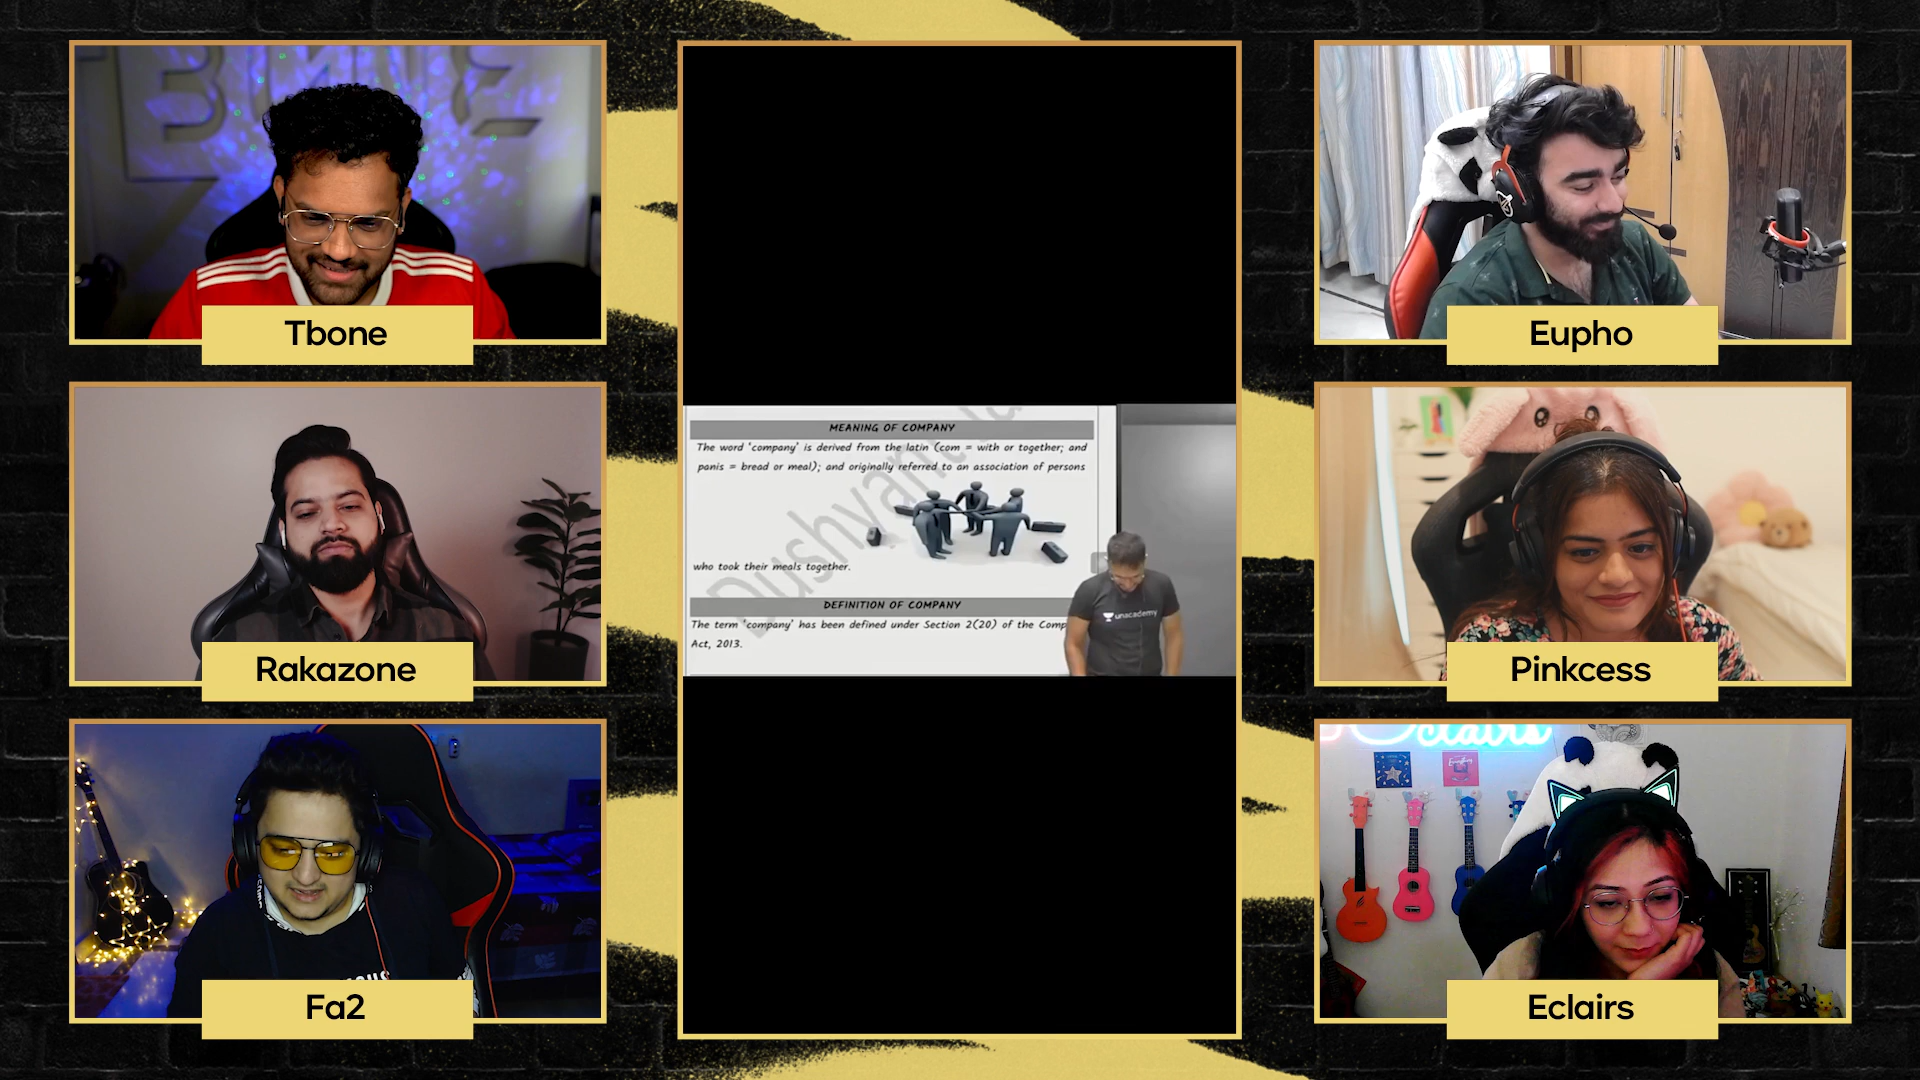 Tbone
Rakazone
Fa2
MEANING OF COMPANY
The word 'company' is derived from the latin (com = with or together; and
panis = bread or meal); and originally referred to an association of persons
who took their meals together.
DEFINITION OF COMPANY
The term 'company' has been defined under Section 2(20) of the Comp
Act, 2013.
Dushyant
unacademy
Eupho
Pinkcess
Eclairs
Eclairs